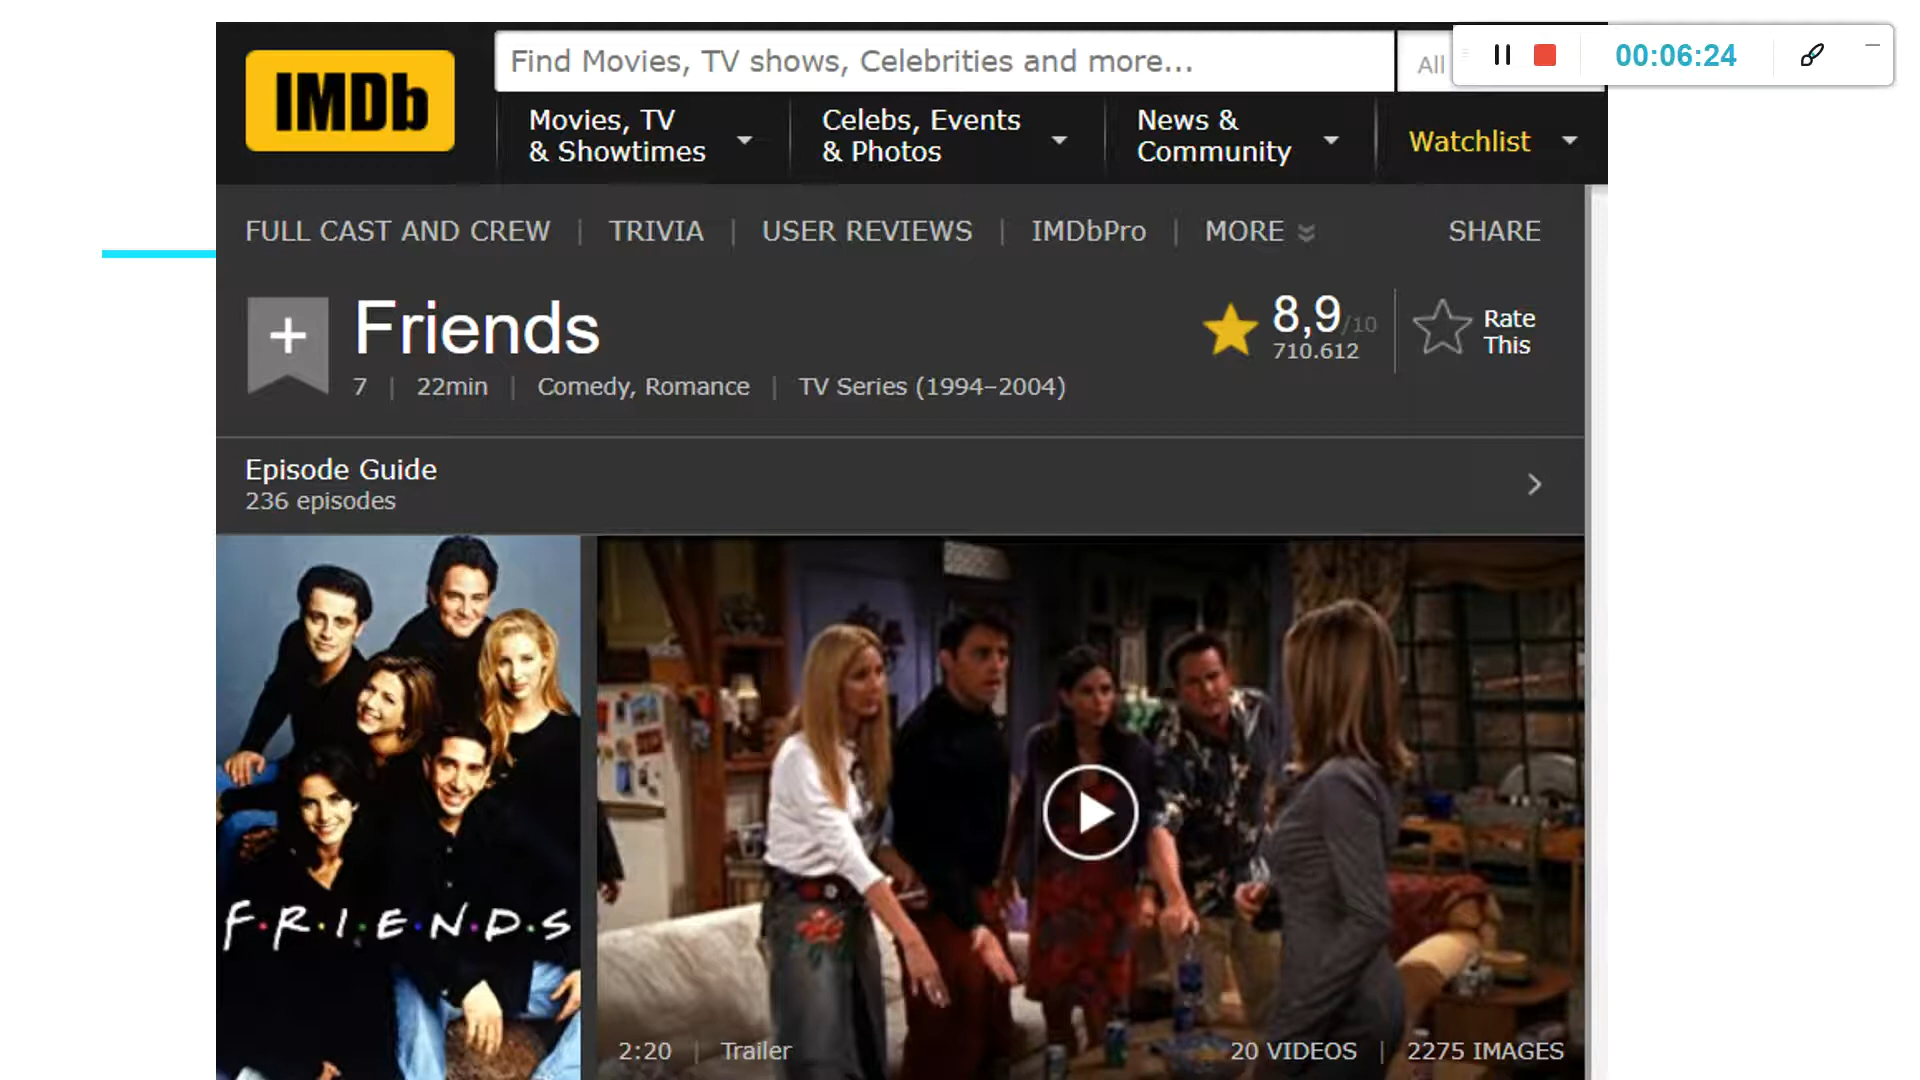 IMDb
Find Movies, TV shows, Celebrities and more...
All
00:06:24
Movies, TV
& Showtimes
Celebs, Events
& Photos
News &
Community
Watchlist
FULL CAST AND CREW | TRIVIA | USER REVIEWS | IMDbPro | MORE
SHARE
Friends
8,9/10
710.612
Rate
This
7 | 22min | Comedy, Romance | TV Series (1994–2004)
Episode Guide
236 episodes
F·R·I·E·N·D·S
2:20 | Trailer
20 VIDEOS | 2275 IMAGES